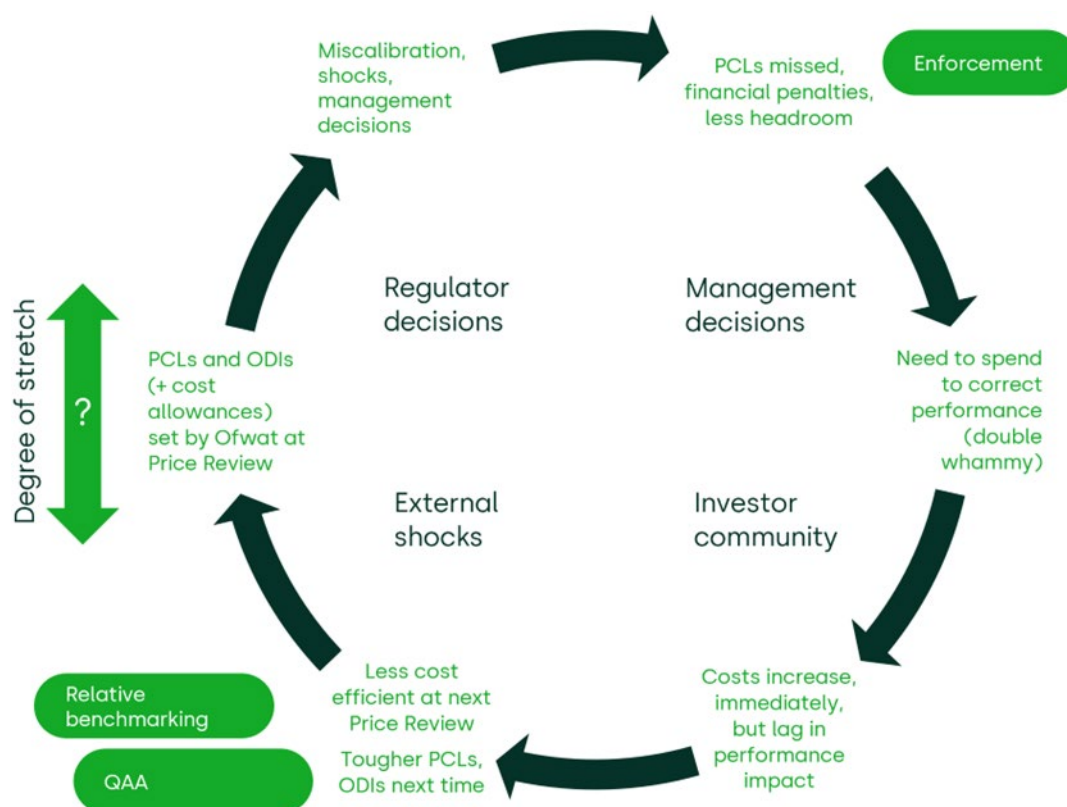 Miscalibration,
shocks,
management
decisions
PCLs missed,
financial penalties,
less headroom
Enforcement
Regulator
decisions
Management
decisions
Degree of stretch
?
PCLs and ODIs
(+ cost
allowances)
set by Ofwat at
Price Review
Need to spend
to correct
performance
(double
whammy)
External
shocks
Investor
community
Relative
benchmarking
QAA
Less cost
efficient at next
Price Review
Tougher PCLs,
ODIs next time
Costs increase,
immediately,
but lag in
performance
impact